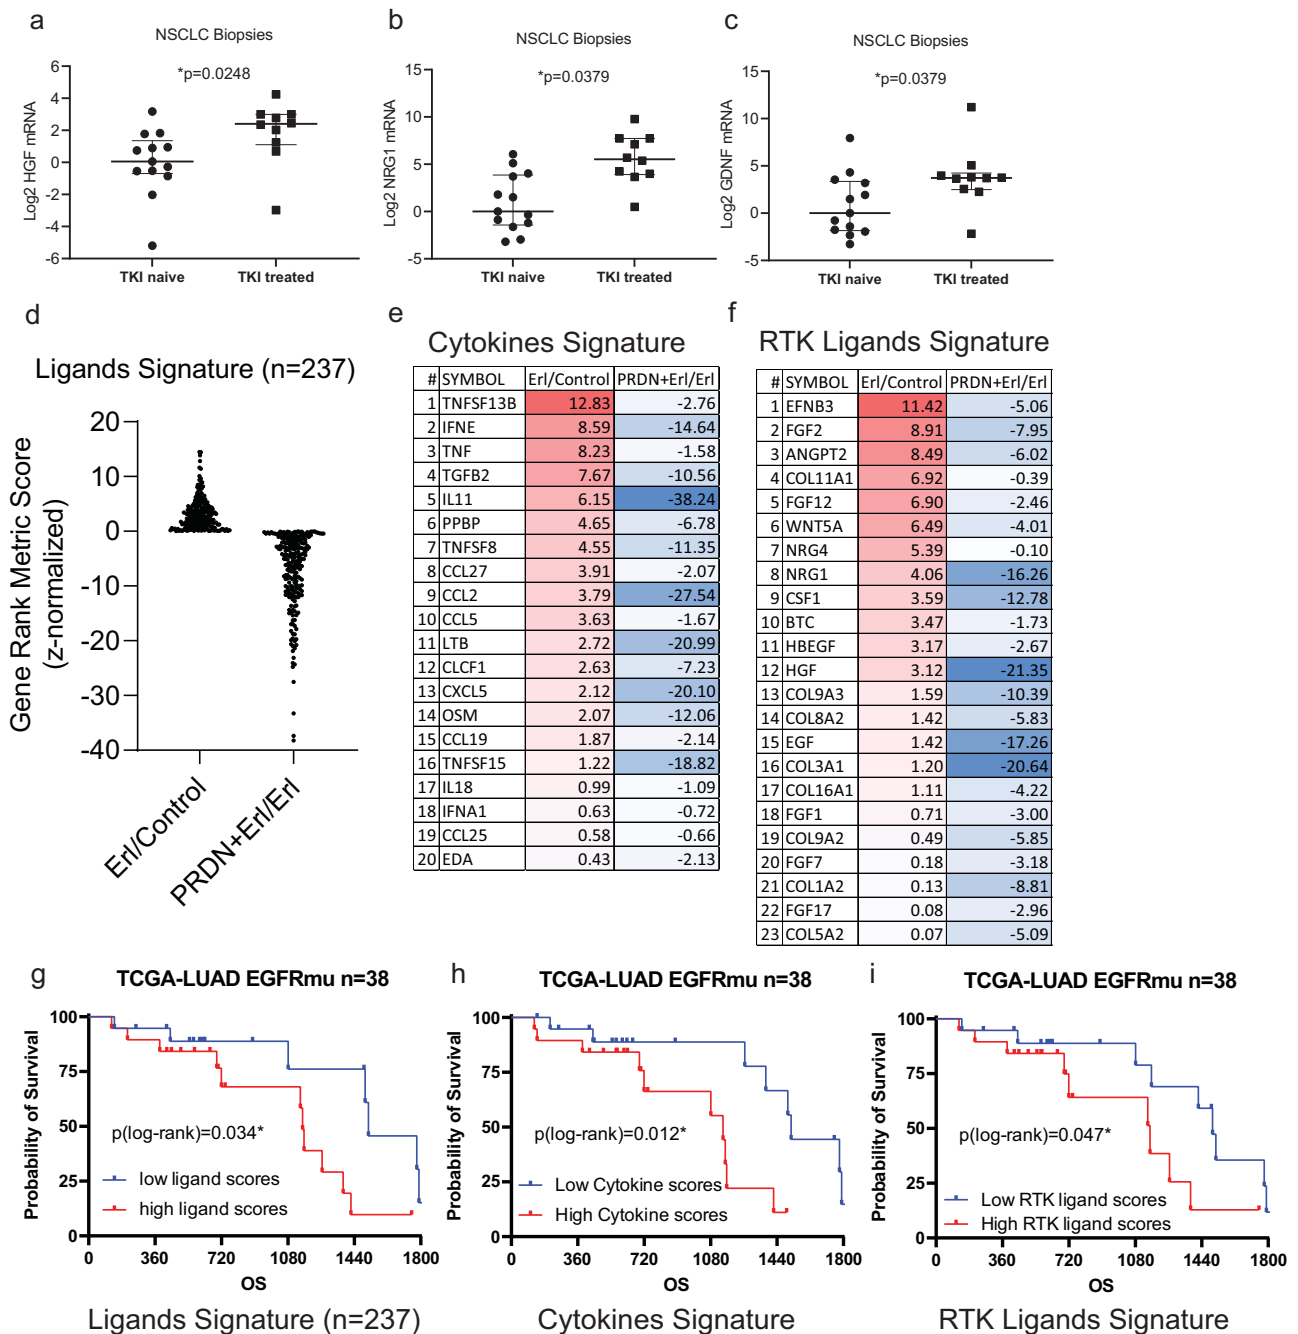 a
NSCLC Biopsies
*p=0.0248
Log2 HGF mRNA
6
4
2
0
-2
-4
-6
TKI naive
TKI treated
b
NSCLC Biopsies
*p=0.0379
Log2 NRG1 mRNA
15
10
5
0
-5
TKI naive
TKI treated
c
NSCLC Biopsies
*p=0.0379
Log2 GDNF mRNA
15
10
5
0
-5
TKI naive
TKI treated
d
Ligands Signature (n=237)
Gene Rank Metric Score
(z-normalized)
20
10
0
-10
-20
-30
-40
Erl/Control
PRDN+Erl/Erl
e
Cytokines Signature
# SYMBOL Erl/Control PRDN+Erl/Erl
1 TNFSF13B 12.83 -2.76
2 IFNE 8.59 -14.64
3 TNF 8.23 -1.58
4 TGFB2 7.67 -10.56
5 IL11 6.15 -38.24
6 PPBP 4.65 -6.78
7 TNFSF8 4.55 -11.35
8 CCL27 3.91 -2.07
9 CCL2 3.79 -27.54
10 CCL5 3.63 -1.67
11 LTB 2.72 -20.99
12 CLCF1 2.63 -7.23
13 CXCL5 2.12 -20.10
14 OSM 2.07 -12.06
15 CCL19 1.87 -2.14
16 TNFSF15 1.22 -18.82
17 IL18 0.99 -1.09
18 IFNA1 0.63 -0.72
19 CCL25 0.58 -0.66
20 EDA 0.43 -2.13
f
RTK Ligands Signature
# SYMBOL Erl/Control PRDN+Erl/Erl
1 EFNB3 11.42 -5.06
2 FGF2 8.91 -7.95
3 ANGPT2 8.49 -6.02
4 COL11A1 6.92 -0.39
5 FGF12 6.90 -2.46
6 WNT5A 6.49 -4.01
7 NRG4 5.39 -0.10
8 NRG1 4.06 -16.26
9 CSF1 3.59 -12.78
10 BTC 3.47 -1.73
11 HBEGF 3.17 -2.67
12 HGF 3.12 -21.35
13 COL9A3 1.59 -10.39
14 COL8A2 1.42 -5.83
15 EGF 1.42 -17.26
16 COL3A1 1.20 -20.64
17 COL16A1 1.11 -4.22
18 FGF1 0.71 -3.00
19 COL9A2 0.49 -5.85
20 FGF7 0.18 -3.18
21 COL1A2 0.13 -8.81
22 FGF17 0.08 -2.96
23 COL5A2 0.07 -5.09
g
TCGA-LUAD EGFRmu n=38
Probability of Survival
100
75
50
25
0
p(log-rank)=0.034*
low ligand scores
high ligand scores
0 360 720 1080 1440 1800
OS
Ligands Signature (n=237)
h
TCGA-LUAD EGFRmu n=38
Probability of Survival
100
75
50
25
0
p(log-rank)=0.012*
Low Cytokine scores
High Cytokine scores
0 360 720 1080 1440 1800
OS
Cytokines Signature
i
TCGA-LUAD EGFRmu n=38
Probability of Survival
100
75
50
25
0
p(log-rank)=0.047*
Low RTK ligand scores
High RTK ligand scores
0 360 720 1080 1440 1800
OS
RTK Ligands Signature